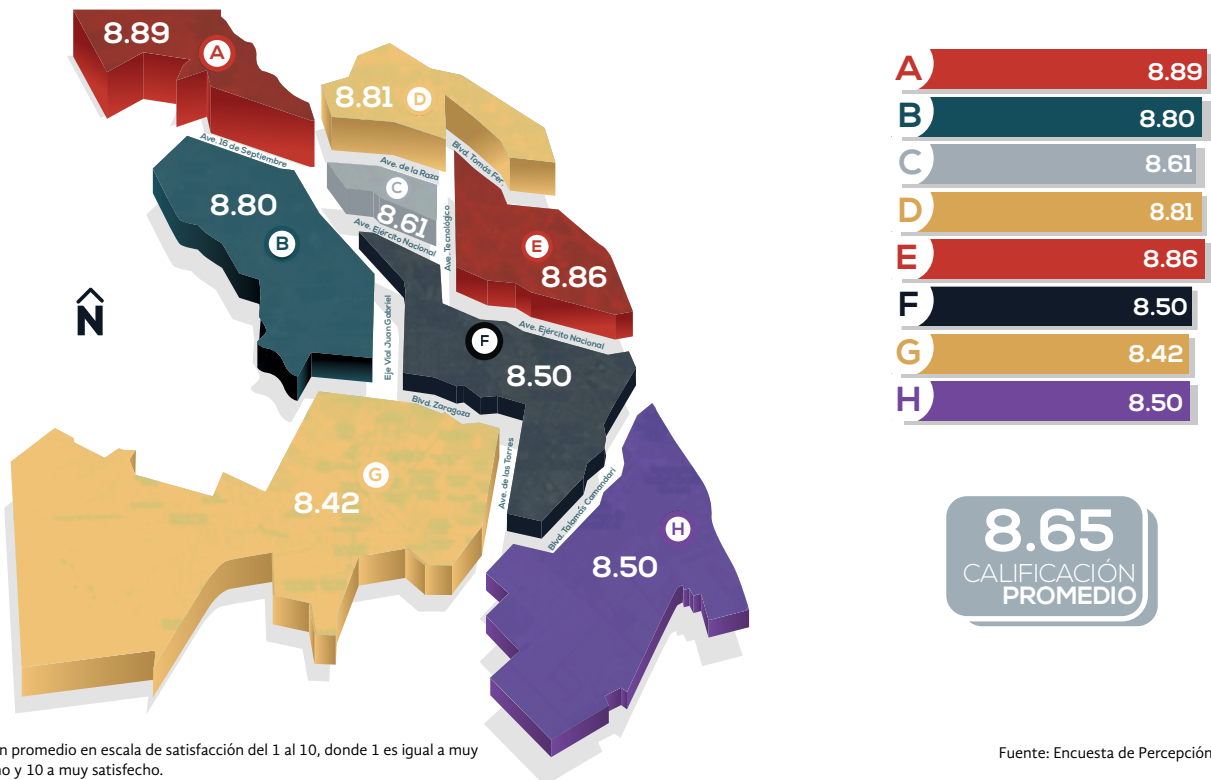 8.89
A
Ave. 16 de Septiembre
8.81
D
Blvd. Tomás Fer.
Ave. de la Raza
C
8.61
Ave. Ejército Nacional
Ave. Tecnológico
8.80
B
E
8.86
Ave. Ejército Nacional
N
Eje Vial Juan Gabriel
F
8.50
Blvd. Zaragoza
Ave. de las Torres
Blvd. Talamás Camandari
G
8.42
H
8.50
A 8.89
B 8.80
C 8.61
D 8.81
E 8.86
F 8.50
G 8.42
H 8.50
8.65
CALIFICACIÓN
PROMEDIO
n promedio en escala de satisfacción del 1 al 10, donde 1 es igual a muy
o y 10 a muy satisfecho.
Fuente: Encuesta de Percepción